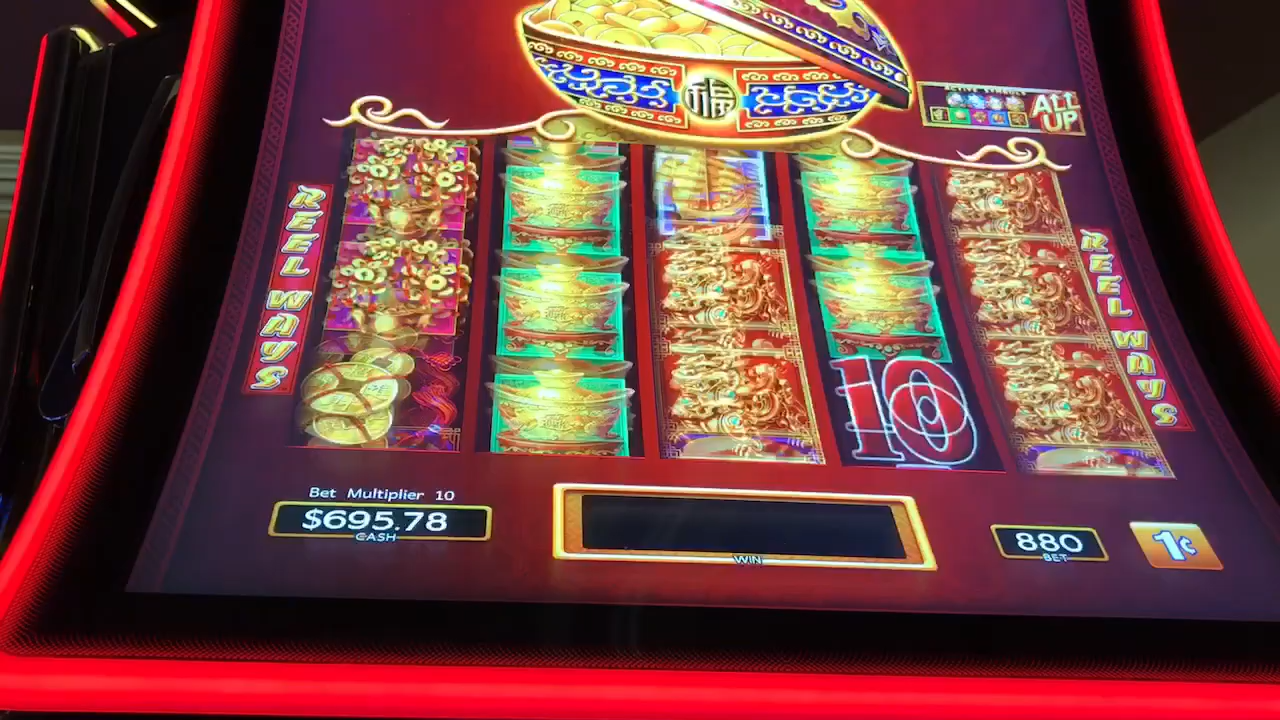 福
ACTIVE SYMBOLS
ALL
UP
REEL WAYS
REEL WAYS
10
Bet Multiplier 10
$695.78
CASH
WIN
880
BET
1¢